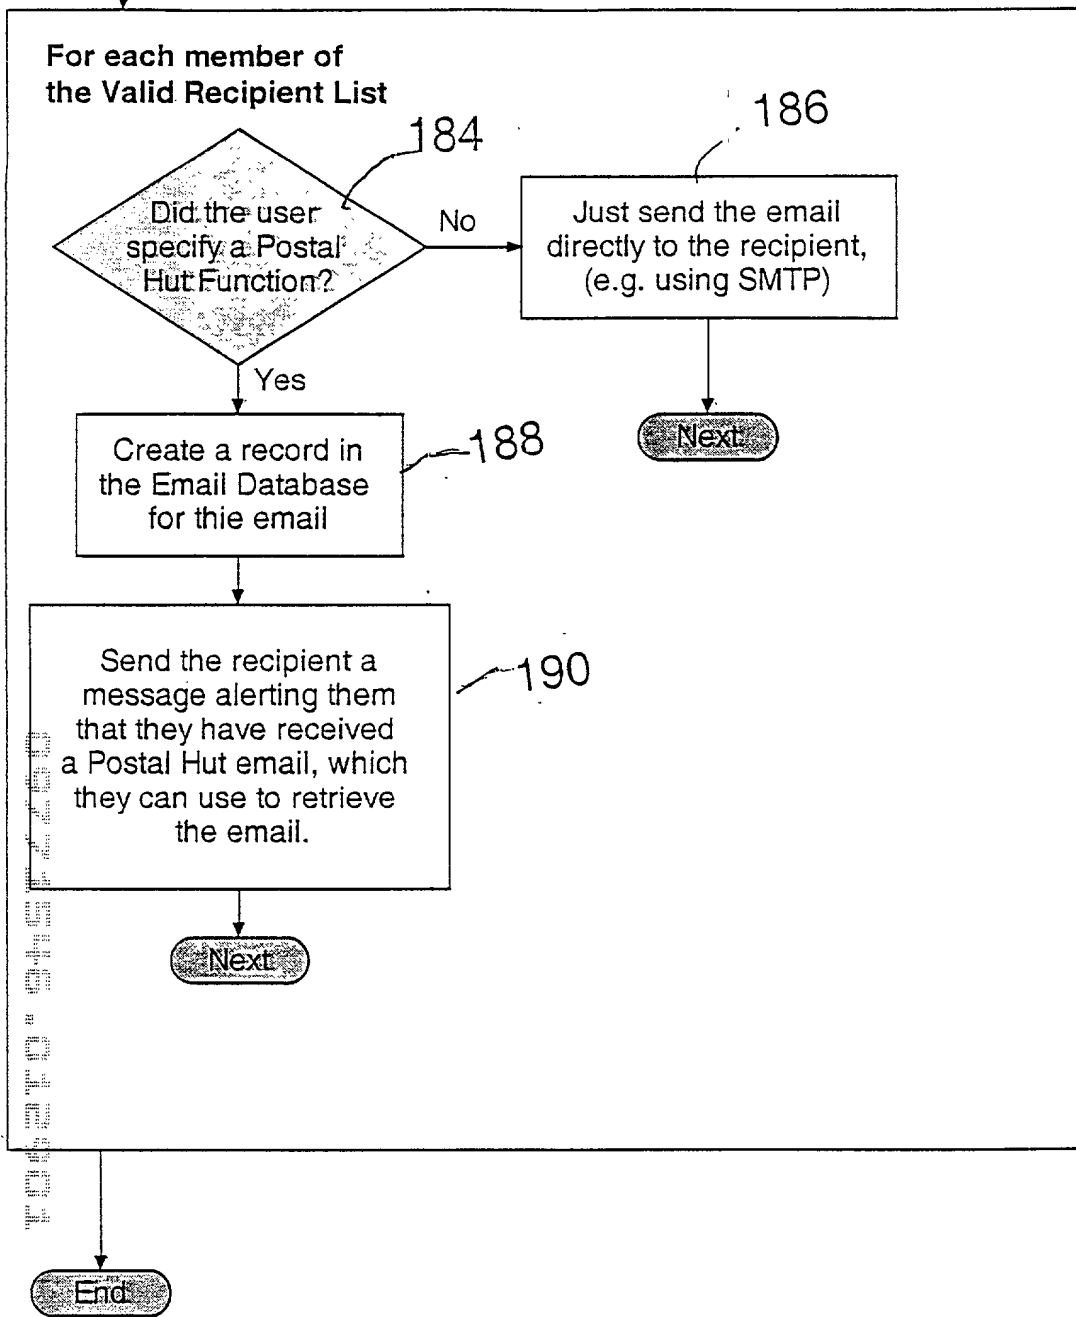 For each member of
the Valid Recipient List
184
186
Did the user
specify a Postal
Hut Function?
No
Just send the email
directly to the recipient,
(e.g. using SMTP)
Yes
Next
Create a record in
the Email Database
for thie email
188
Send the recipient a
message alerting them
that they have received
a Postal Hut email, which
they can use to retrieve
the email.
190
Next
End